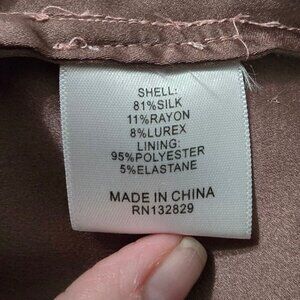 SHELL:
81%SILK
11%RAYON
8%LUREX
LINING:
95%POLYESTER
5%ELASTANE
MADE IN CHINA
RN132829